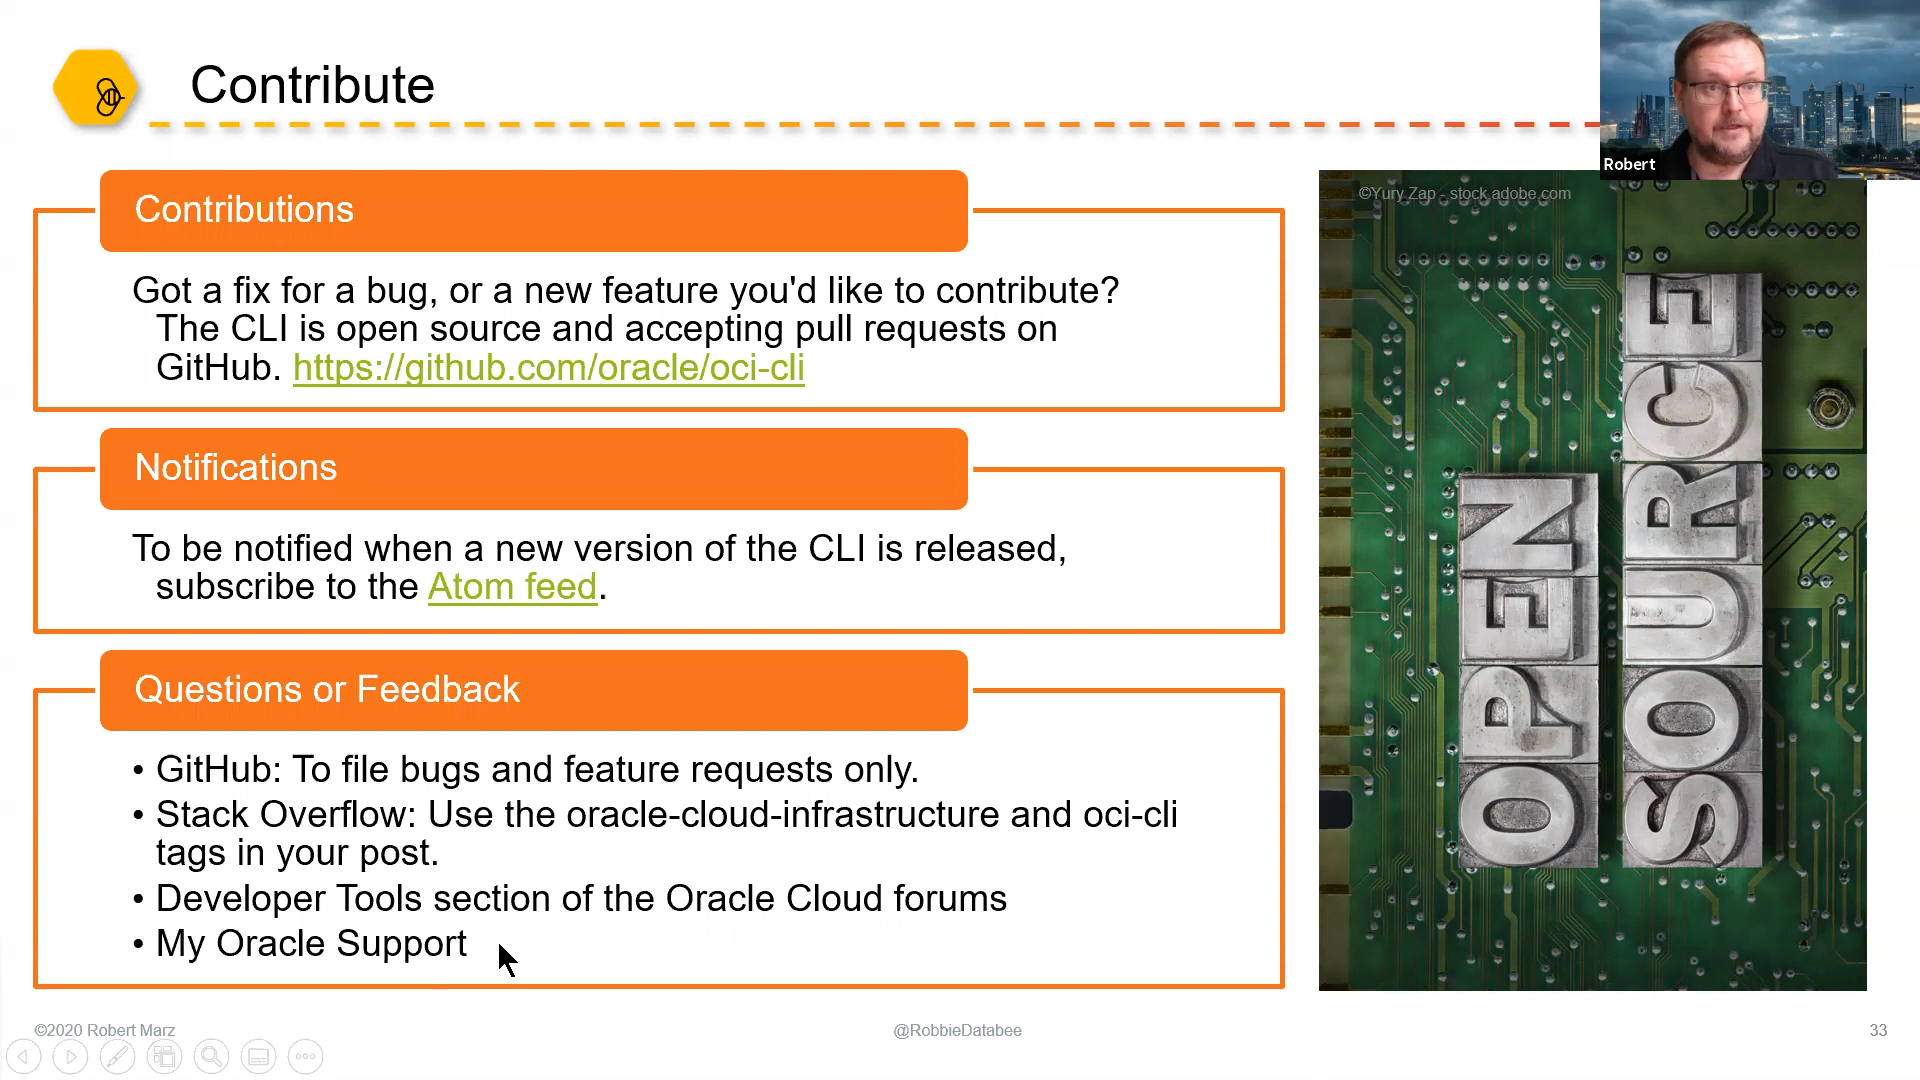 Contribute
Robert
Contributions
Got a fix for a bug, or a new feature you'd like to contribute?
The CLI is open source and accepting pull requests on
GitHub. https://github.com/oracle/oci-cli
Notifications
To be notified when a new version of the CLI is released,
subscribe to the Atom feed.
Questions or Feedback
• GitHub: To file bugs and feature requests only.
• Stack Overflow: Use the oracle-cloud-infrastructure and oci-cli
tags in your post.
• Developer Tools section of the Oracle Cloud forums
• My Oracle Support
©Yury Zap - stock.adobe.com
OPEN
SOURCE
©2020 Robert Marz
@RobbieDatabee
33